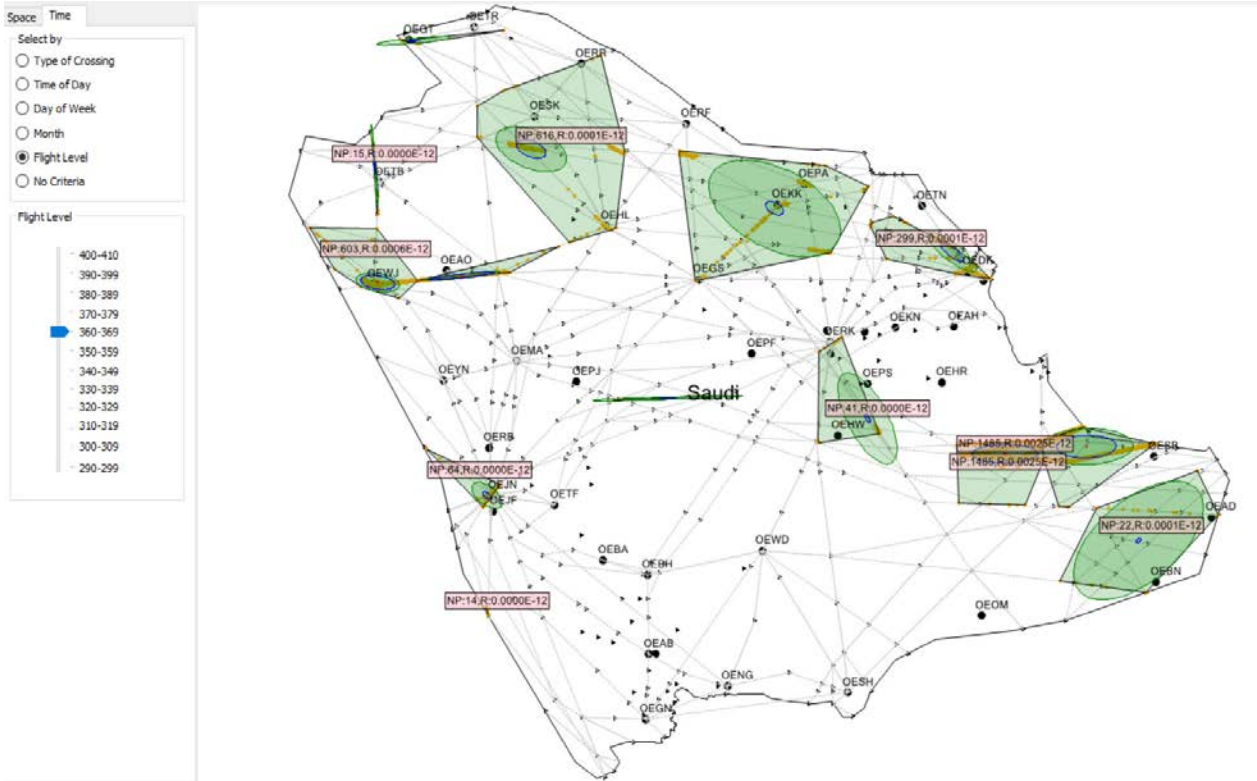 Space
Time
Select by
Type of Crossing
Time of Day
Day of Week
Month
Flight Level
No Criteria
Flight Level
400-410
390-399
380-389
370-379
360-369
350-359
340-349
330-339
320-329
310-319
300-309
290-299
OETR
OEGT
OERR
OESK
OERF
NP:616,R:0.0001E-12
NP:15,R:0.0000E-12
OETB
OEPA
OEKK
OETN
OEHL
NP:299,R:0.0001E-12
NP:603,R:0.0006E-12
OEDK
OEAO
OEWJ
OEGS
OEKN
OEAH
OERK
OEMA
OEPF
OEYN
OEPJ
OEPS
OEHR
Saudi
NP:41,R:0.0000E-12
OEHW
OERB
NP:1485,R:0.0025E-12
NP:1485,R:0.0025E-12
NP:64,R:0.0000E-12
OEJN
OEJF
OETF
OEAD
NP:22,R:0.0001E-12
OEWD
OEBA
OEBH
OEBN
NP:14,R:0.0000E-12
OEOM
OEAB
OENG
OESH
OEGN